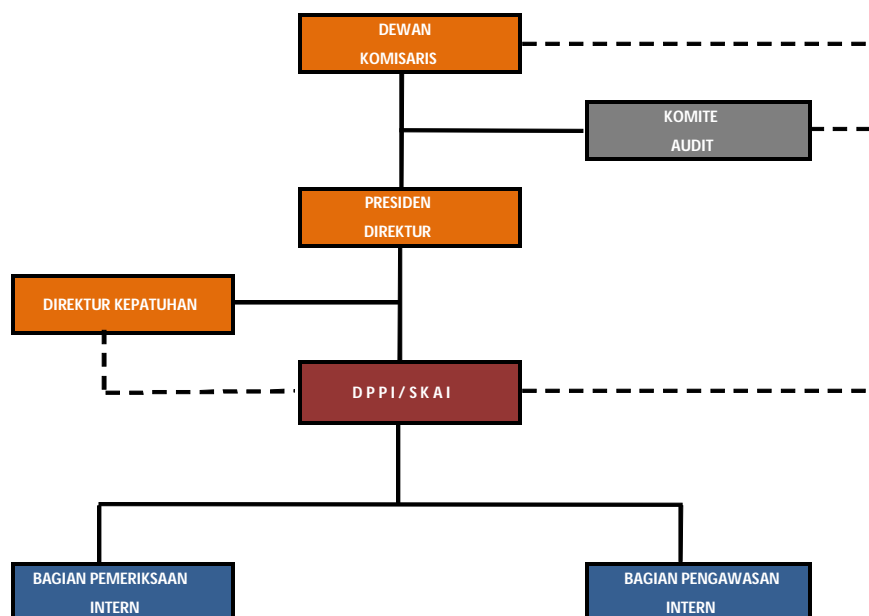 DEWAN
KOMISARIS
KOMITE
AUDIT
PRESIDEN
DIREKTUR
DIREKTUR KEPATUHAN
DPPI/SKAI
BAGIAN PEMERIKSAAN
INTERN
BAGIAN PENGAWASAN
INTERN